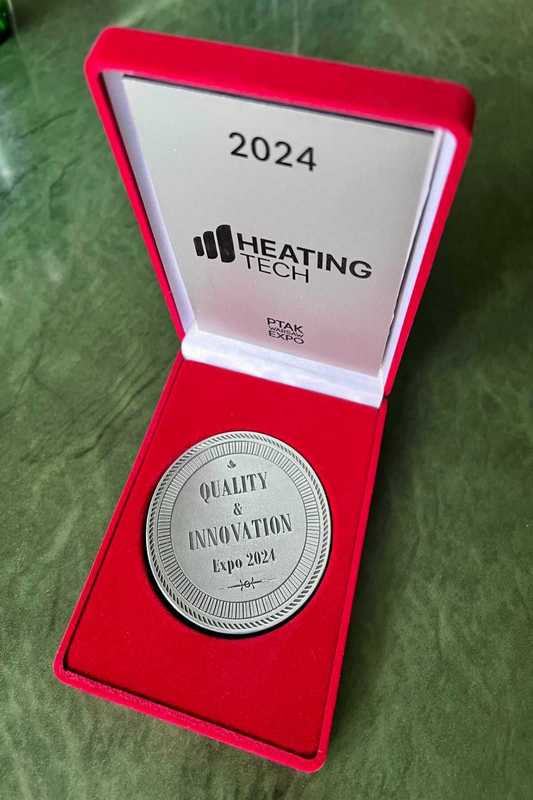 2024
HEATING
TECH
PTAK
WARSAW
EXPO
QUALITY
&
INNOVATION
Expo 2024